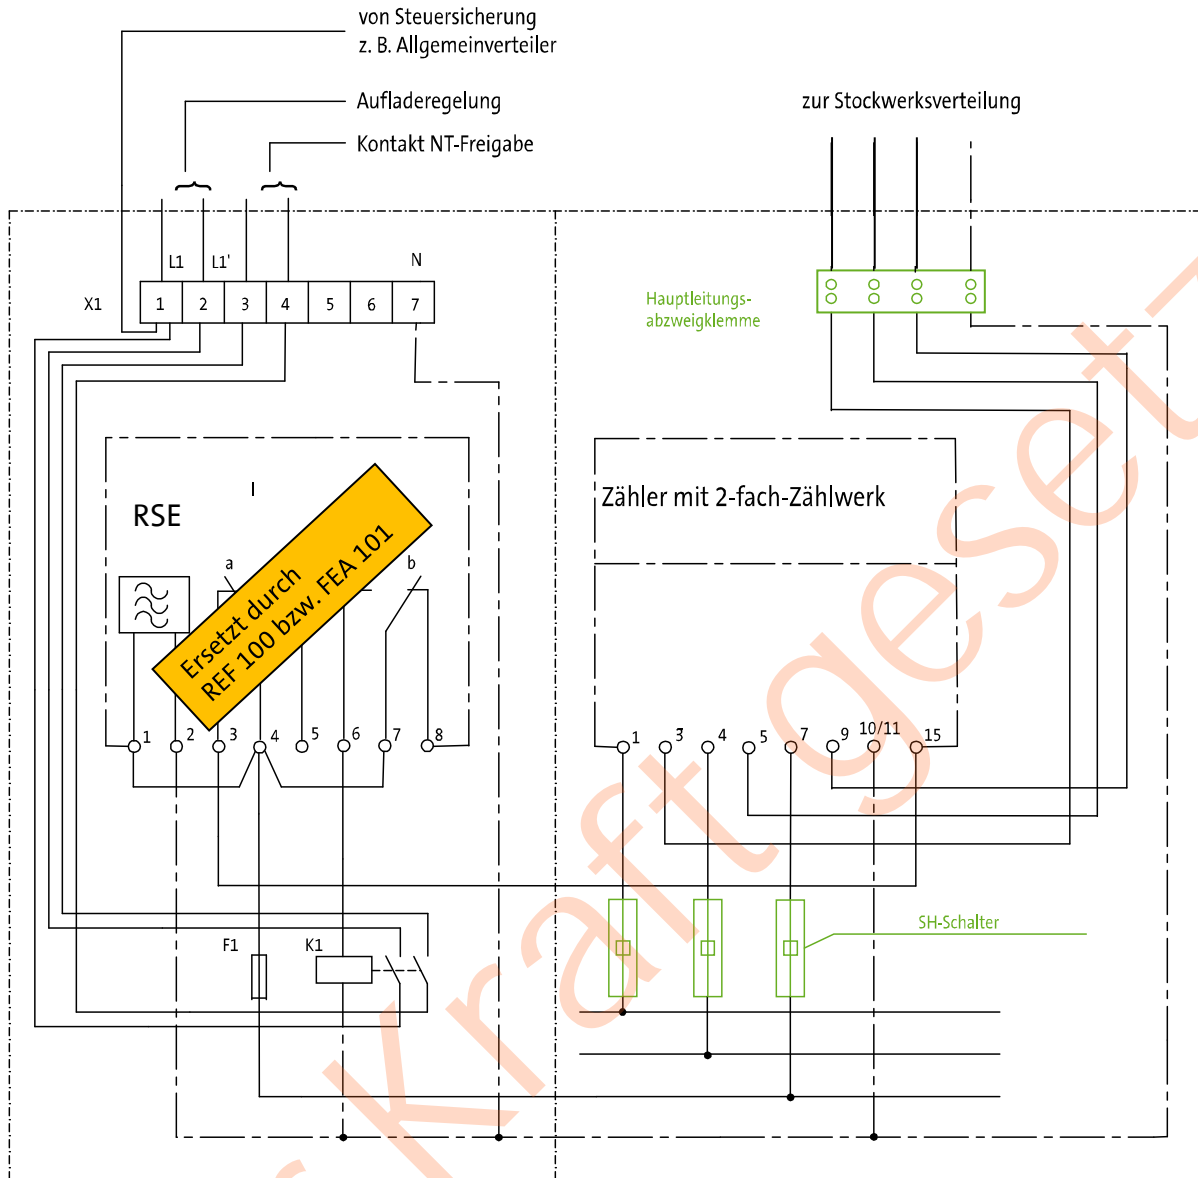 von Steuersicherung
z. B. Allgemeinverteiler
Aufladeregelung
Kontakt NT-Freigabe
zur Stockwerksverteilung
L1 L1' N
X1 1 2 3 4 5 6 7
Hauptleitungs-
abzweigklemme
RSE
I
a b
Ersetzt durch
REF 100 bzw. FEA 101
1 2 3 4 5 6 7 8
Zähler mit 2-fach-Zählwerk
1 3 4 5 7 9 10/11 15
F1 K1
SH-Schalter
s Kraft geset